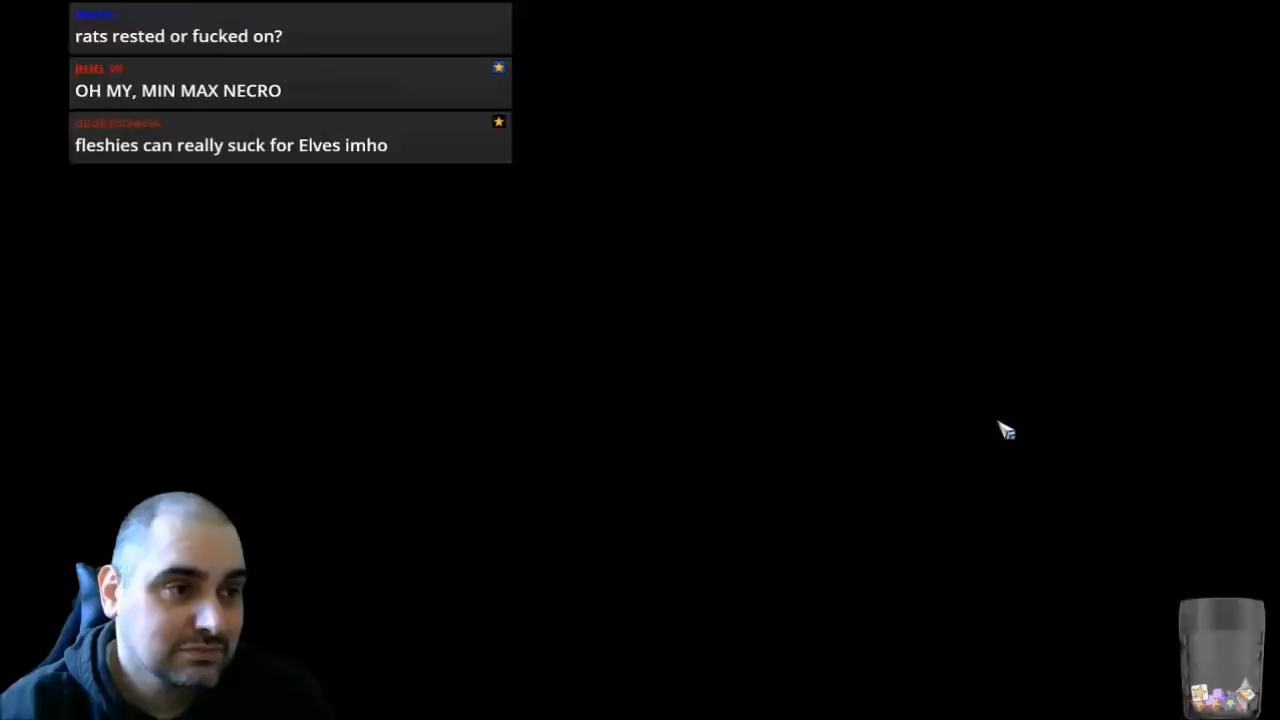 rats rested or fucked on?
OH MY, MIN MAX NECRO
fleshies can really suck for Elves imho